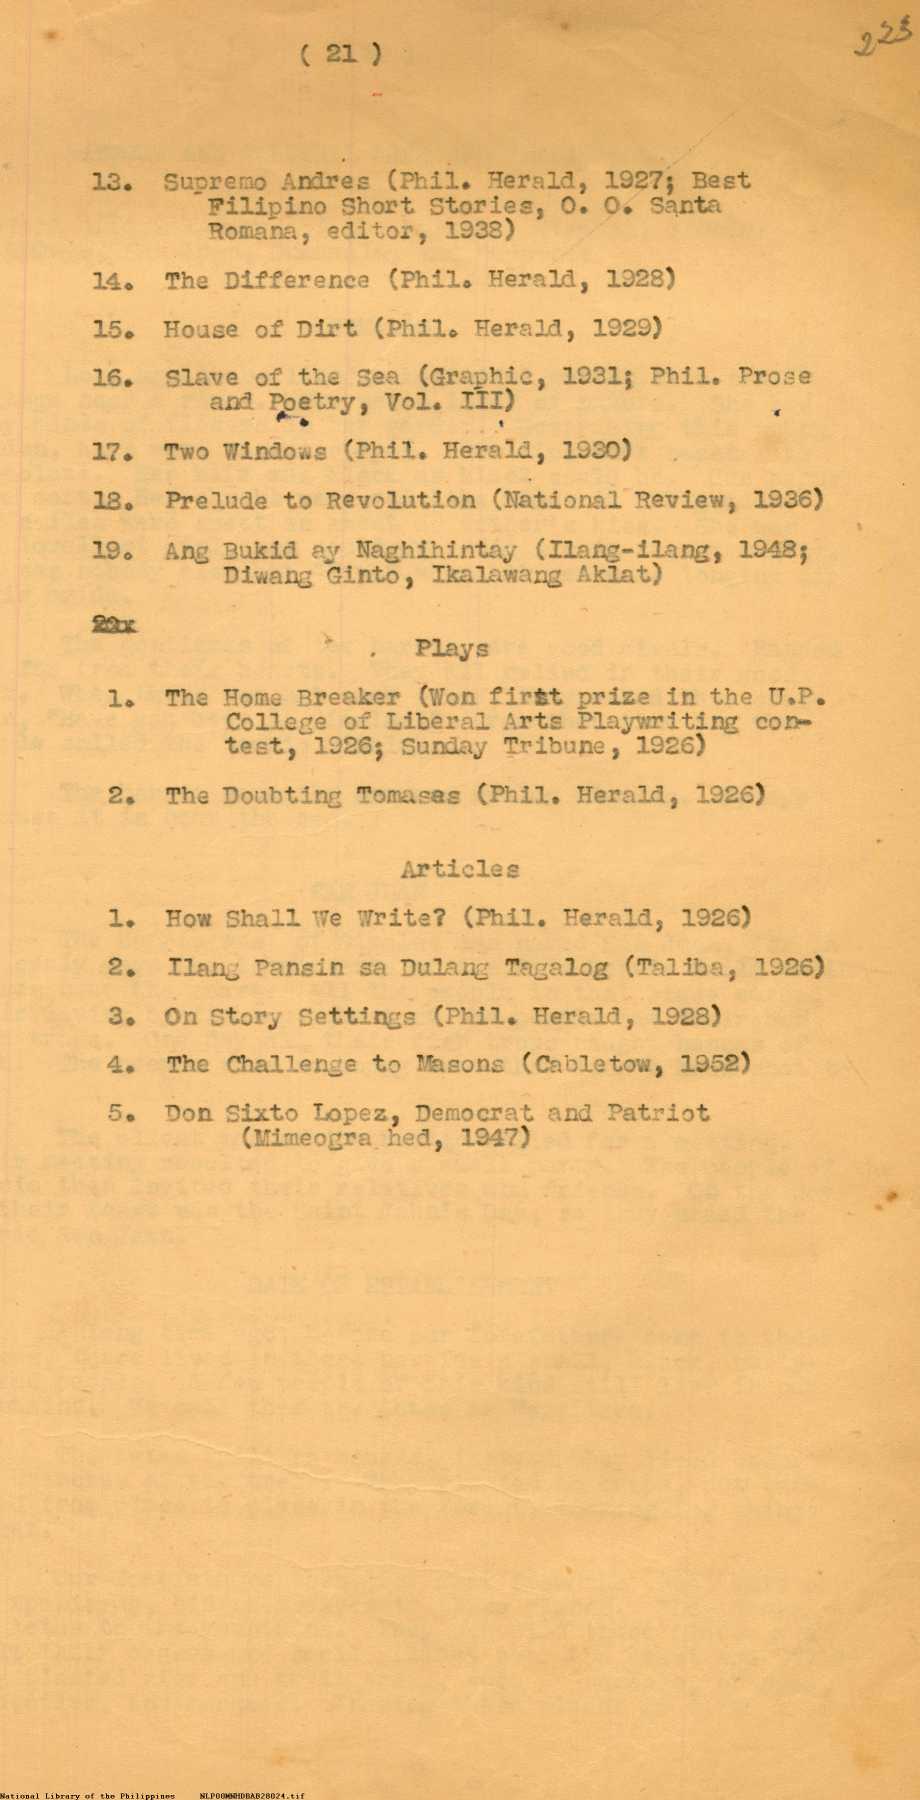 ( 21 )
223
13. Supremo Andres (Phil. Herald, 1927; Best
Filipino Short Stories, O. O. Santa
Romana, editor, 1938)
14. The Difference (Phil. Herald, 1928)
15. House of Dirt (Phil. Herald, 1929)
16. Slave of the Sea (Graphic, 1931; Phil. Prose
and Poetry, Vol. III)
17. Two Windows (Phil. Herald, 1930)
18. Prelude to Revolution (National Review, 1936)
19. Ang Bukid ay Naghihintay (Ilang-ilang, 1948;
Diwang Ginto, Ikalawang Aklat)
Plays
1. The Home Breaker (Won first prize in the U.P.
College of Liberal Arts Playwriting con-
test, 1926; Sunday Tribune, 1926)
2. The Doubting Tomases (Phil. Herald, 1926)
Articles
1. How Shall We Write? (Phil. Herald, 1926)
2. Ilang Pansin sa Dulang Tagalog (Taliba, 1926)
3. On Story Settings (Phil. Herald, 1928)
4. The Challenge to Masons (Cabletow, 1952)
5. Don Sixto Lopez, Democrat and Patriot
(Mimeogra hed, 1947)
National Library of the Philippines NLP00MNHDBAB28024.tif